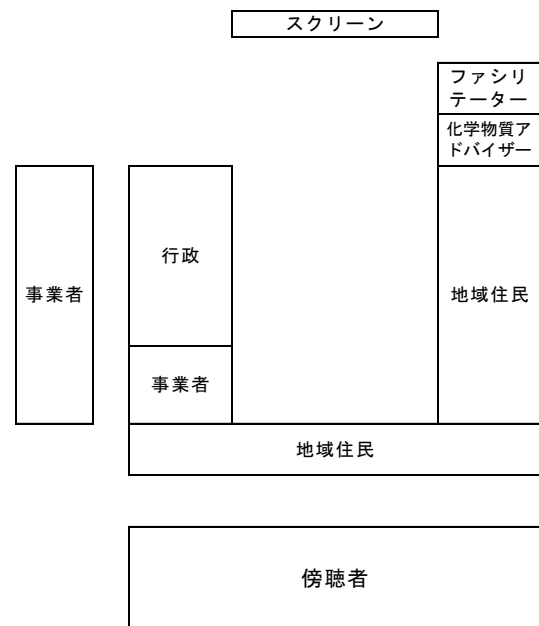 スクリーン
ファシリ
テーター
化学物質ア
ドバイザー
行政
事業者
地域住民
事業者
地域住民
傍聴者